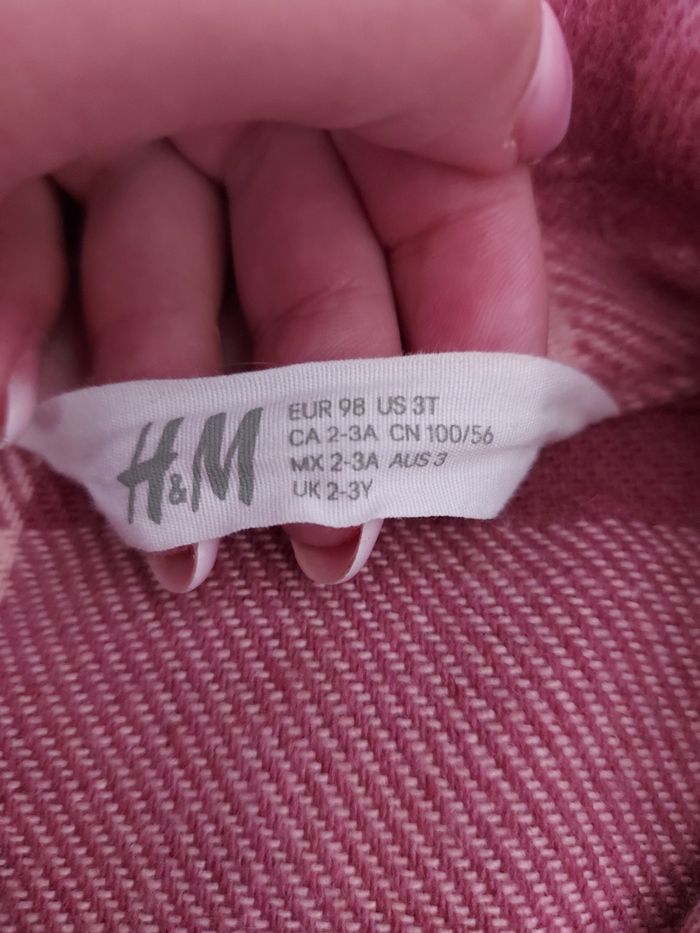 H&M
EUR 98 US 3T
CA 2-3A CN 100/56
MX 2-3A AUS 3
UK 2-3Y